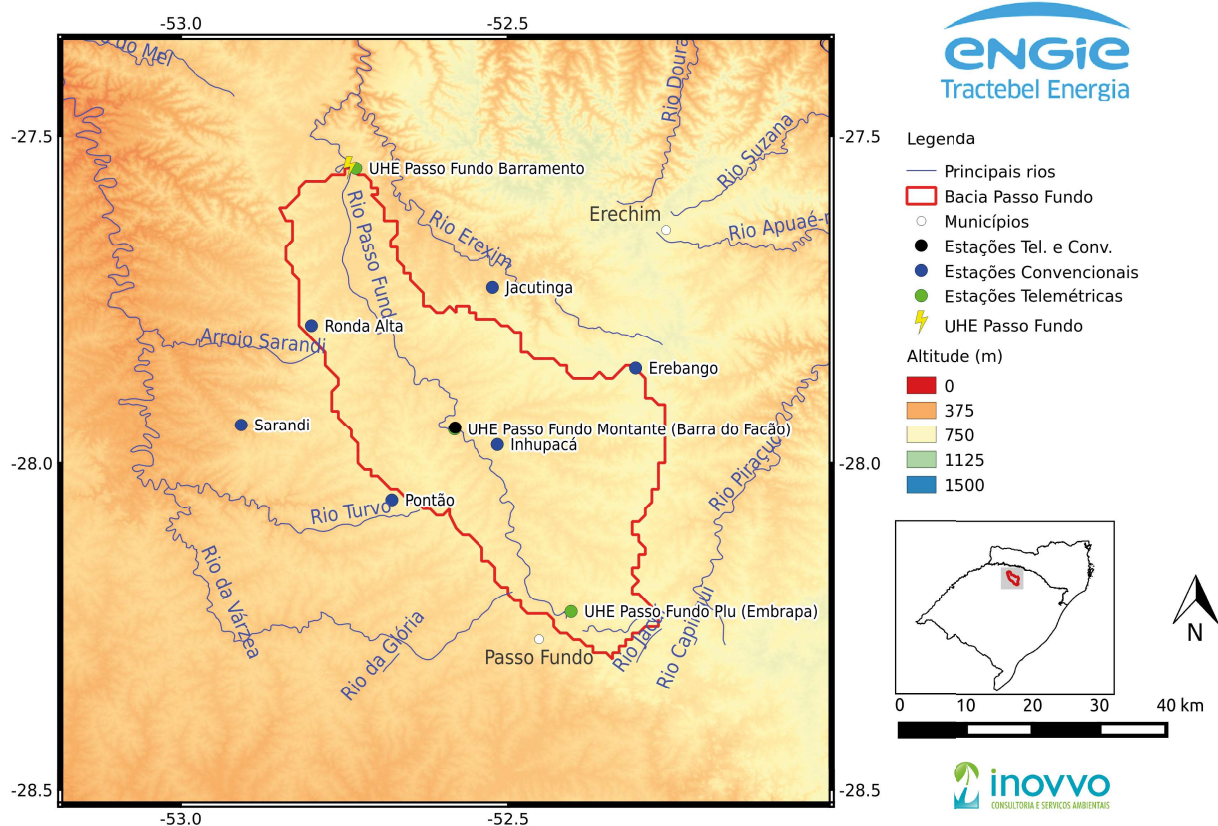 -53.0
-52.5
-27.5
-28.0
-28.5
-27.5
-28.0
-28.5
-53.0
-52.5
do Mel
Rio Doura
Rio Suzana
Erechim
Rio Apuaé-
UHE Passo Fundo Barramento
Rio Passo Fund
Rio Erexim
Jacutinga
Ronda Alta
Arroio Sarandi
Erebango
Sarandi
UHE Passo Fundo Montante (Barra do Facão)
Inhupacá
Rio Piraçuc
Pontão
Rio Turvo
Rio da Várzea
UHE Passo Fundo Plu (Embrapa)
Rio da Glória
Passo Fundo
Rio Jacu
Rio Capingui
ENGIE
Tractebel Energia
Legenda
Principais rios
Bacia Passo Fundo
Municípios
Estações Tel. e Conv.
Estações Convencionais
Estações Telemétricas
UHE Passo Fundo
Altitude (m)
0
375
750
1125
1500
N
0 10 20 30 40 km
inovvo
CONSULTORIA E SERVIÇOS AMBIENTAIS